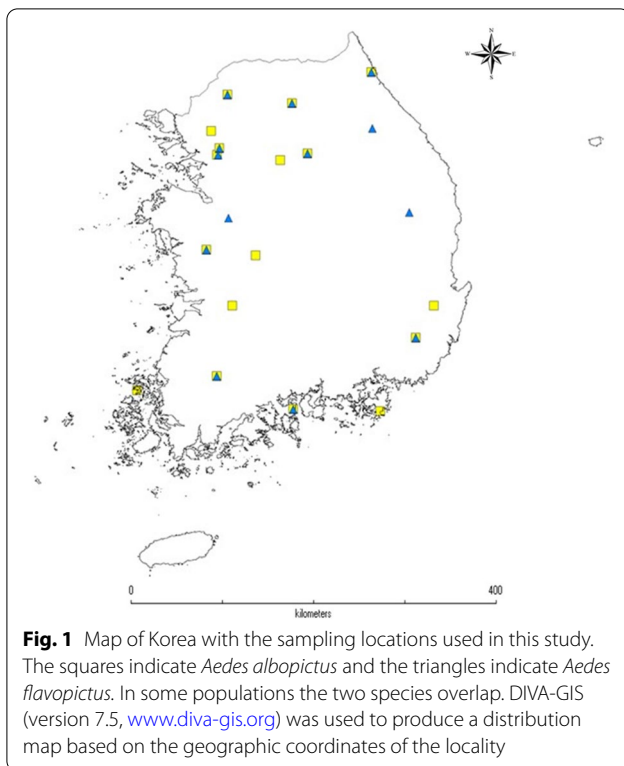 N
W E
S
0 400
kilometers
Fig. 1 Map of Korea with the sampling locations used in this study.
The squares indicate Aedes albopictus and the triangles indicate Aedes
flavopictus. In some populations the two species overlap. DIVA-GIS
(version 7.5, www.diva-gis.org) was used to produce a distribution
map based on the geographic coordinates of the locality